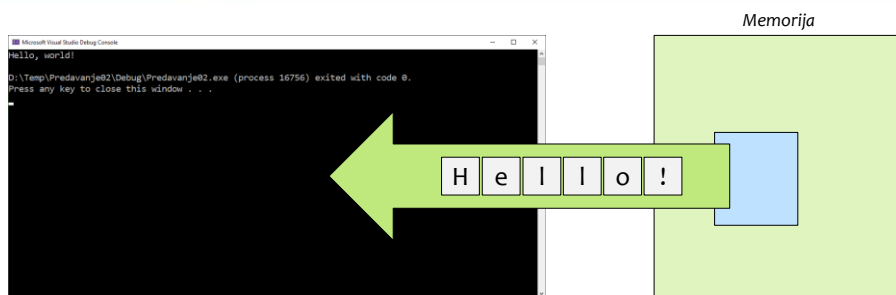 Memorija
Microsoft Visual Studio Debug Console
Hello, world!
D:\Temp\Predavanje02\Debug\Predavanje02.exe (process 16756) exited with code 0.
Press any key to close this window . . .
H e l l o !